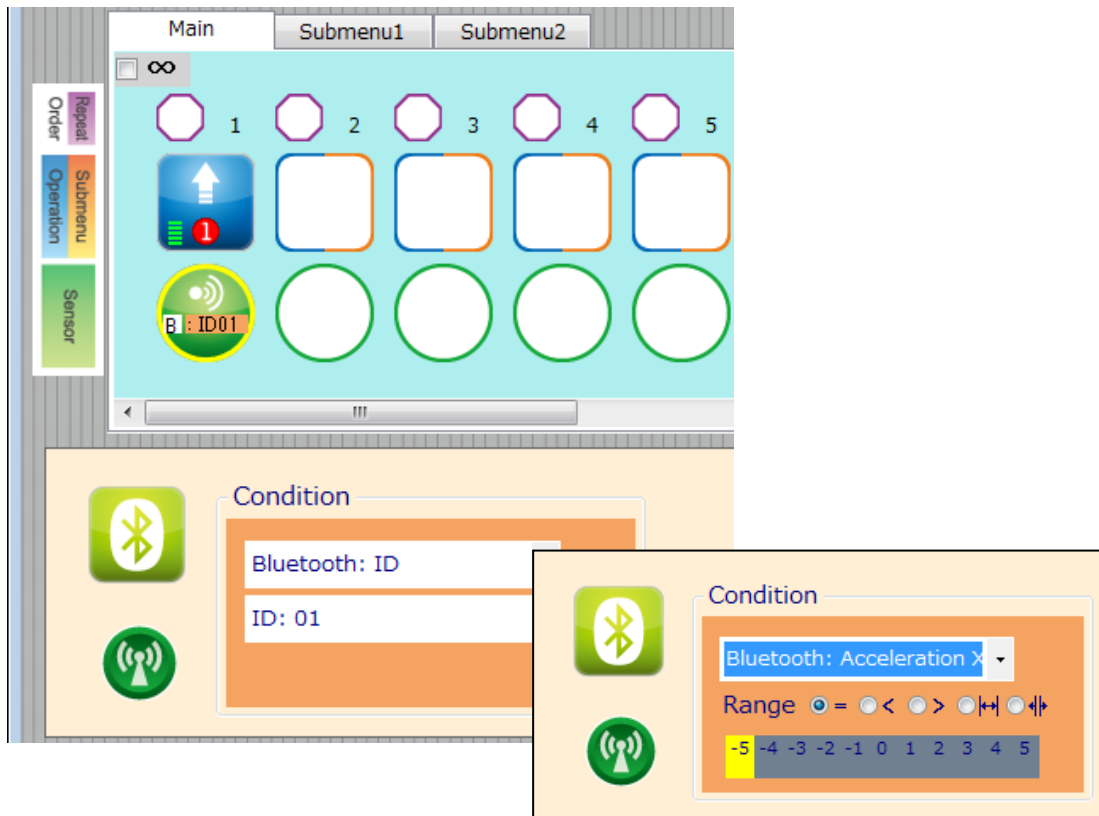 Main Submenu1 Submenu2
∞
Repeat
Order
1 2 3 4 5
Submenu
Operation
1
Sensor
B : ID01
Condition
Bluetooth: ID
ID: 01
Condition
Bluetooth: Acceleration X
Range = < >
-5 -4 -3 -2 -1 0 1 2 3 4 5